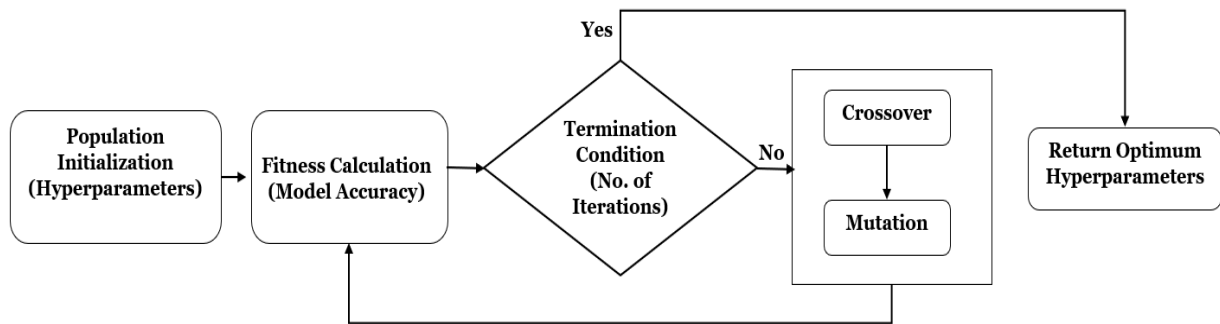 Yes
Population
Initialization
(Hyperparameters)
Fitness Calculation
(Model Accuracy)
Termination
Condition
(No. of
Iterations)
No
Crossover
Mutation
Return Optimum
Hyperparameters